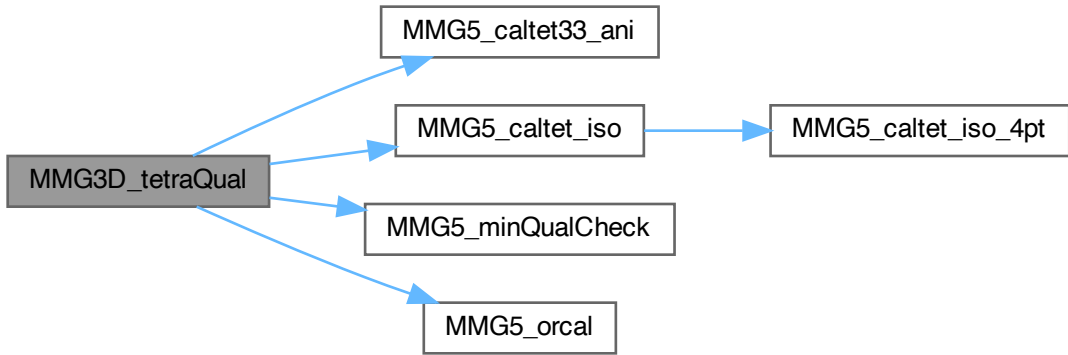 MMG5_caltet33_ani
MMG5_caltet_iso
MMG5_caltet_iso_4pt
MMG3D_tetraQual
MMG5_minQualCheck
MMG5_orcal